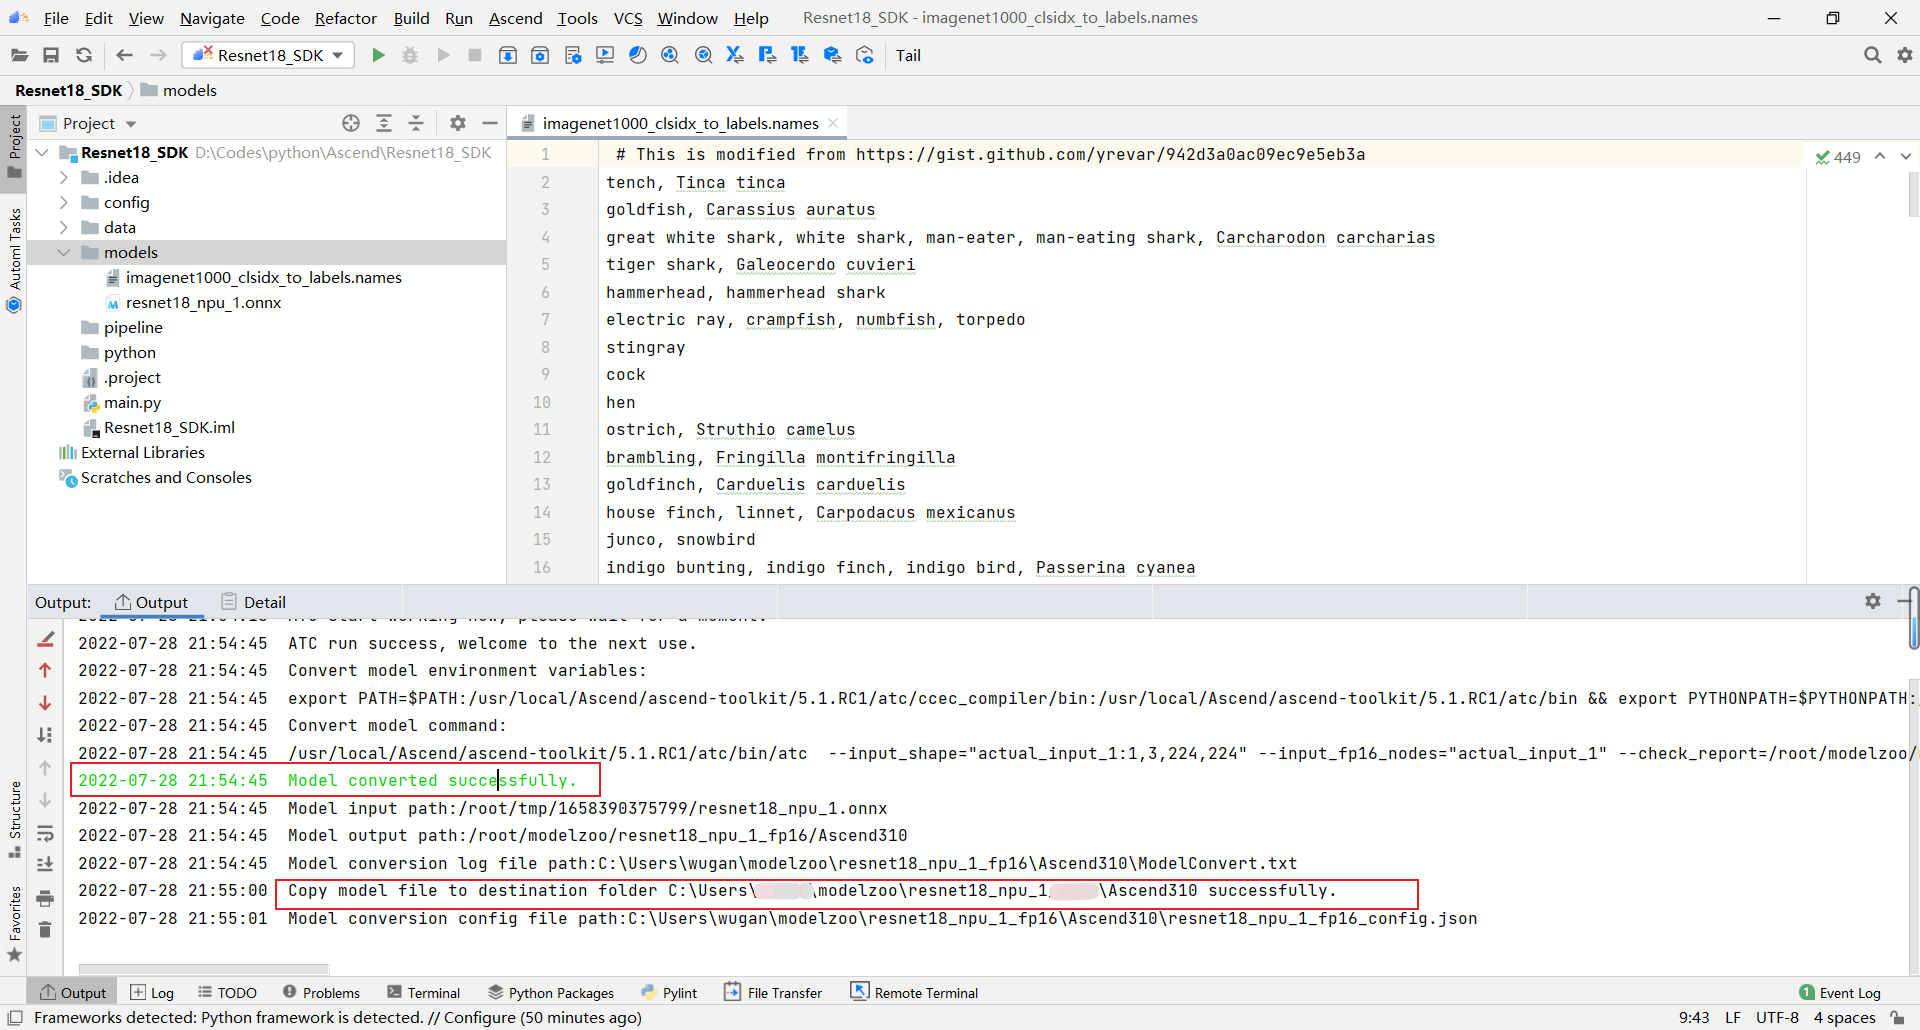 File Edit View Navigate Code Refactor Build Run Ascend Tools VCS Window Help Resnet18_SDK - imagenet1000_clsidx_to_labels.names
Resnet18_SDK Tail
Resnet18_SDK models
Project
imagenet1000_clsidx_to_labels.names
Project
Automl Tasks
Structure
Favorites
Resnet18_SDK D:\Codes\python\Ascend\Resnet18_SDK
.idea
config
data
models
imagenet1000_clsidx_to_labels.names
resnet18_npu_1.onnx
pipeline
python
.project
main.py
Resnet18_SDK.iml
External Libraries
Scratches and Consoles
449
1 # This is modified from https://gist.github.com/yrevar/942d3a0ac09ec9e5eb3a
2 tench, Tinca tinca
3 goldfish, Carassius auratus
4 great white shark, white shark, man-eater, man-eating shark, Carcharodon carcharias
5 tiger shark, Galeocerdo cuvieri
6 hammerhead, hammerhead shark
7 electric ray, crampfish, numbfish, torpedo
8 stingray
9 cock
10 hen
11 ostrich, Struthio camelus
12 brambling, Fringilla montifringilla
13 goldfinch, Carduelis carduelis
14 house finch, linnet, Carpodacus mexicanus
15 junco, snowbird
16 indigo bunting, indigo finch, indigo bird, Passerina cyanea
Output: Output Detail
2022-07-28 21:54:45 ATC run success, welcome to the next use.
2022-07-28 21:54:45 Convert model environment variables:
2022-07-28 21:54:45 export PATH=$PATH:/usr/local/Ascend/ascend-toolkit/5.1.RC1/atc/ccec_compiler/bin:/usr/local/Ascend/ascend-toolkit/5.1.RC1/atc/bin && export PYTHONPATH=$PYTHONPATH:
2022-07-28 21:54:45 Convert model command:
2022-07-28 21:54:45 /usr/local/Ascend/ascend-toolkit/5.1.RC1/atc/bin/atc --input_shape="actual_input_1:1,3,224,224" --input_fp16_nodes="actual_input_1" --check_report=/root/modelzoo/
2022-07-28 21:54:45 Model converted successfully.
2022-07-28 21:54:45 Model input path:/root/tmp/1658390375799/resnet18_npu_1.onnx
2022-07-28 21:54:45 Model output path:/root/modelzoo/resnet18_npu_1_fp16/Ascend310
2022-07-28 21:54:45 Model conversion log file path:C:\Users\wugan\modelzoo\resnet18_npu_1_fp16\Ascend310\ModelConvert.txt
2022-07-28 21:55:00 Copy model file to destination folder C:\Users\ \modelzoo\resnet18_npu_1 \Ascend310 successfully.
2022-07-28 21:55:01 Model conversion config file path:C:\Users\wugan\modelzoo\resnet18_npu_1_fp16\Ascend310\resnet18_npu_1_fp16_config.json
Output Log TODO Problems Terminal Python Packages Pylint File Transfer Remote Terminal 1 Event Log
Frameworks detected: Python framework is detected. // Configure (50 minutes ago) 9:43 LF UTF-8 4 spaces